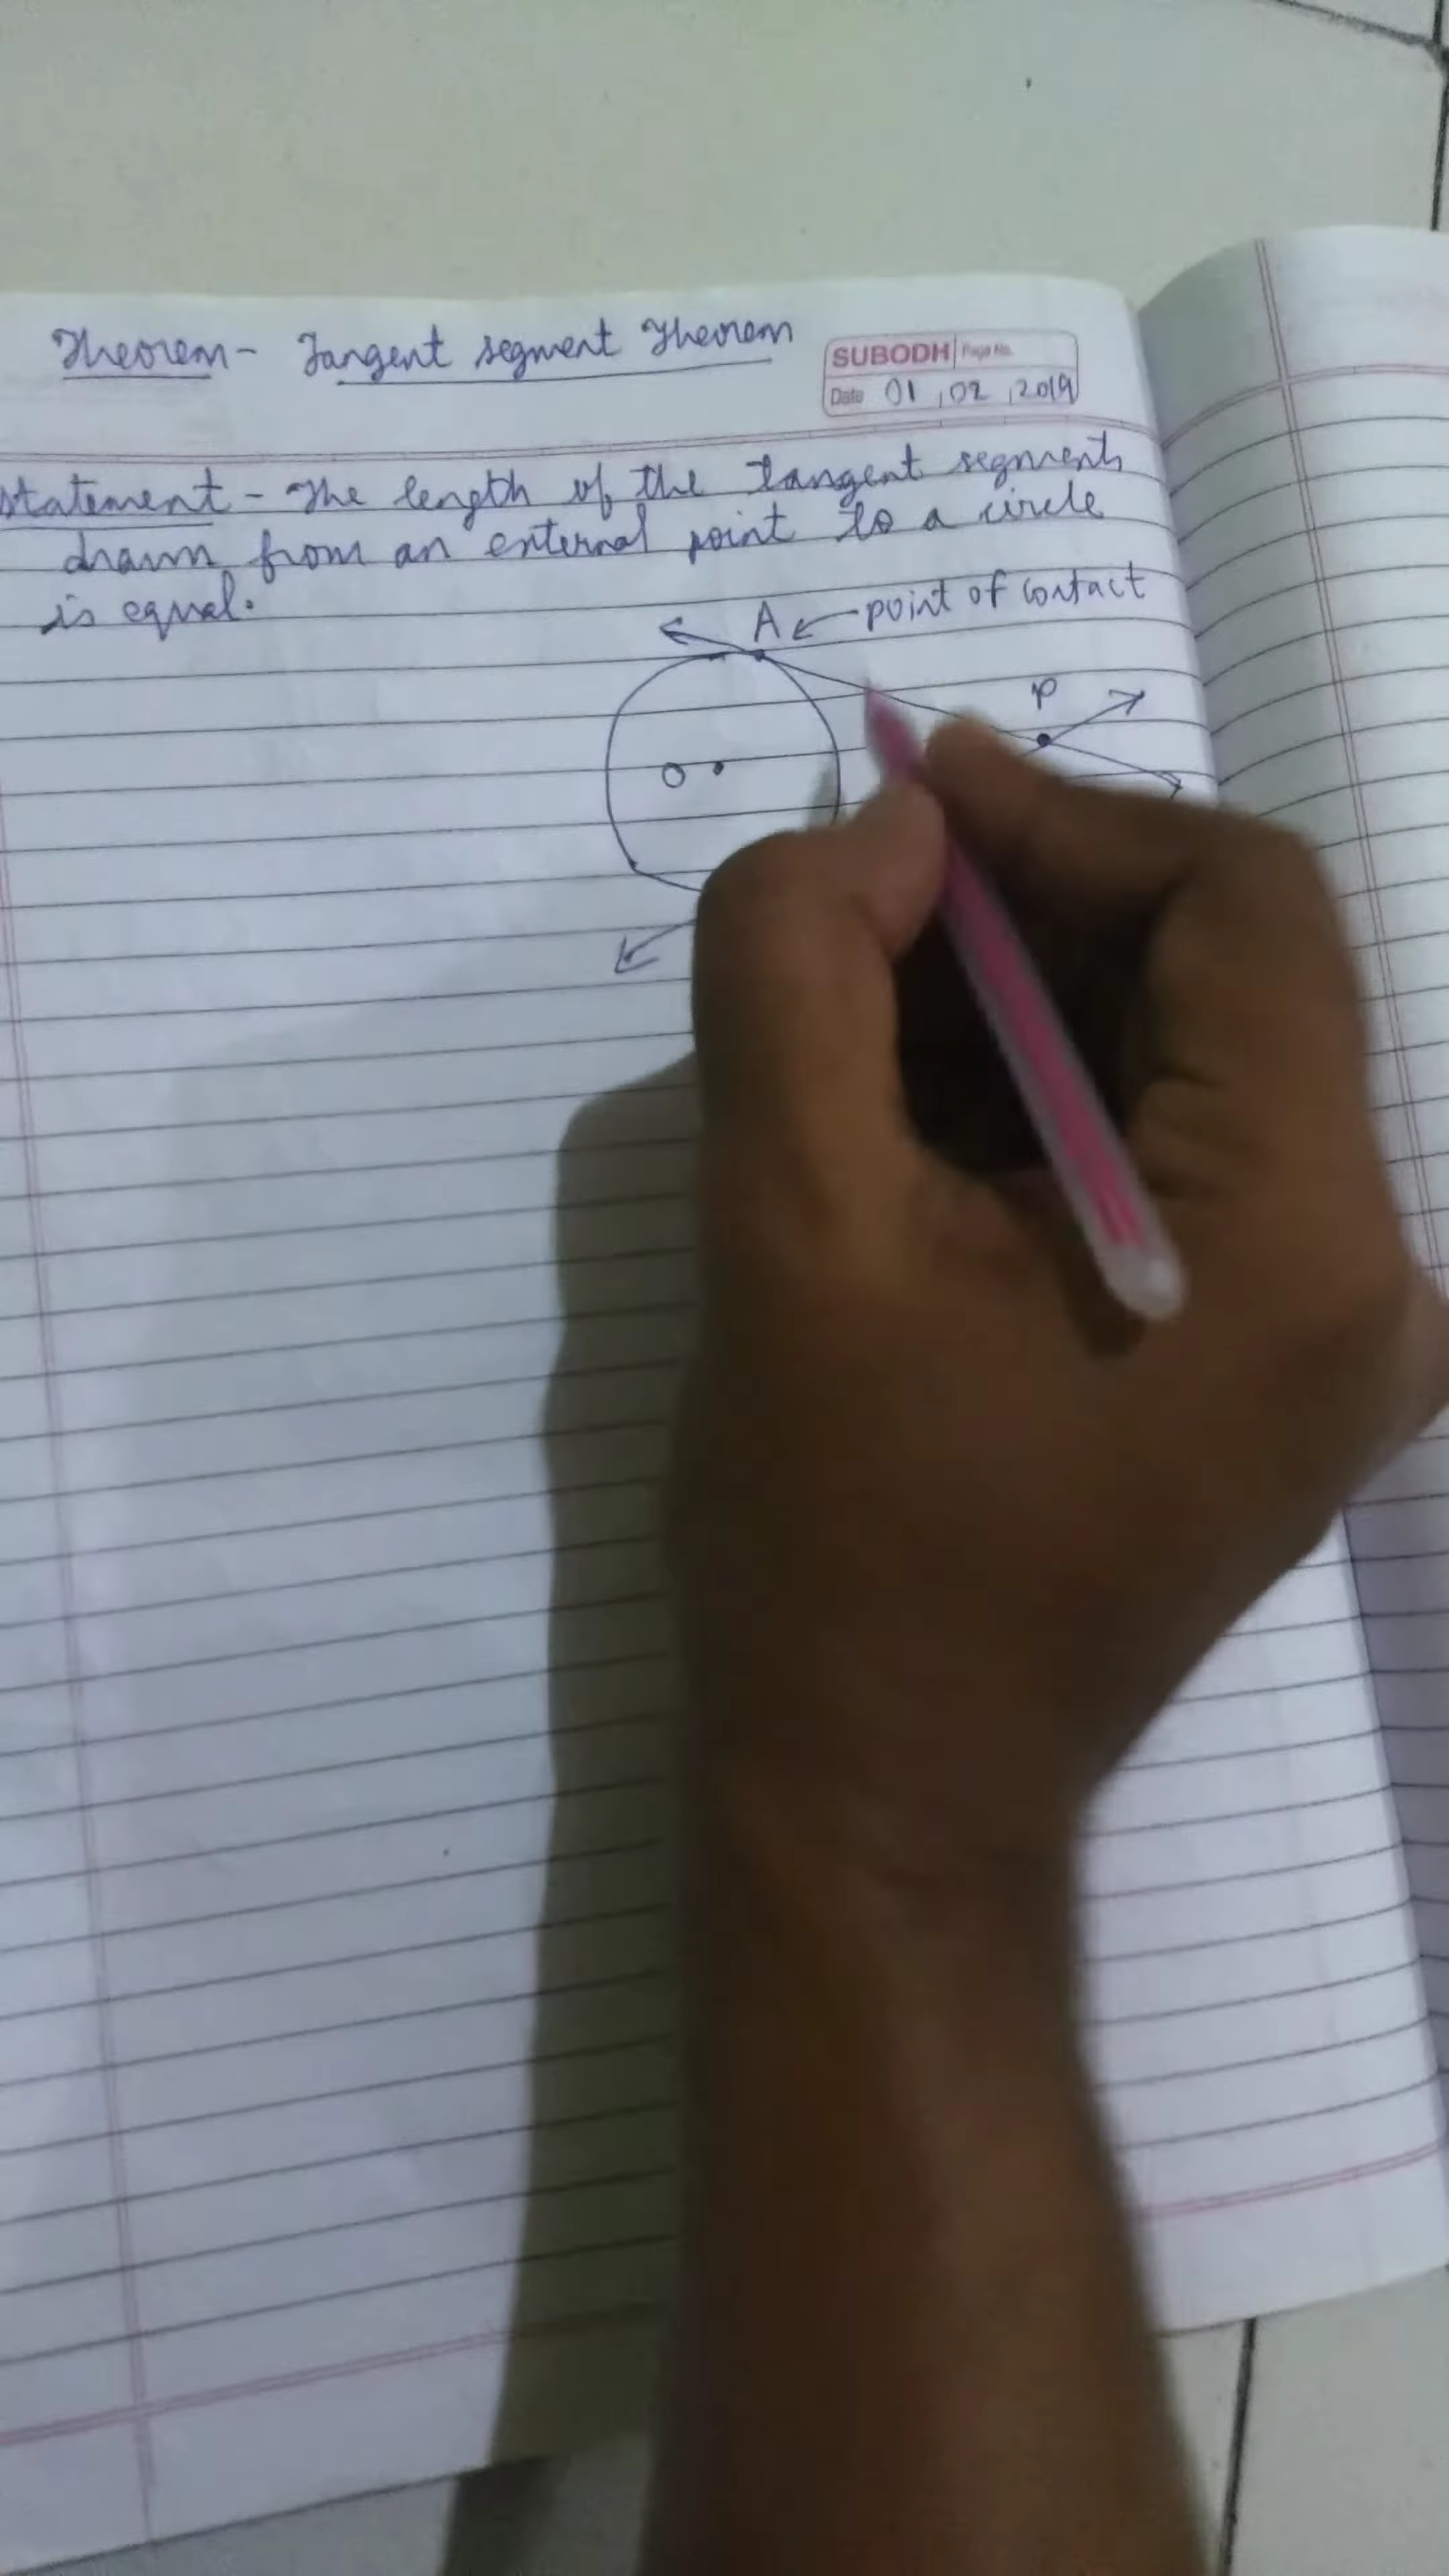 Theorem - Tangent segment Theorem
SUBODH Page No.
Date 01, 02, 2019
Statement - The length of the tangent segments
drawn from an external point to a circle
is equal.
A ← point of contact
P
O